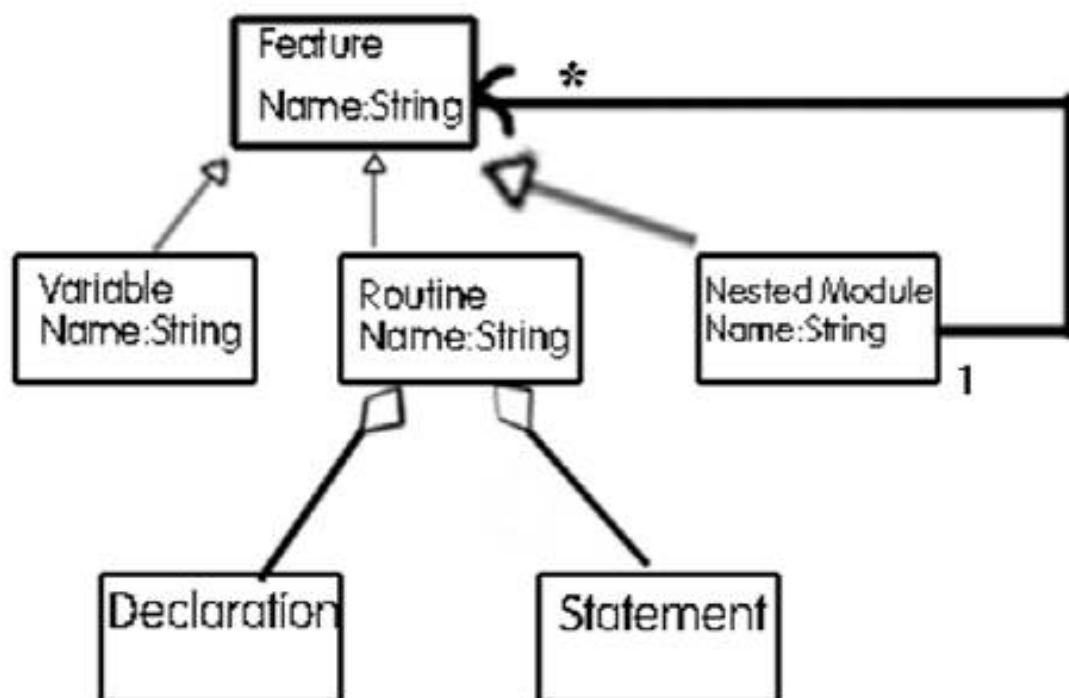 Feature
Name:String
*
Variable
Name:String
Routine
Name:String
Nested Module
Name:String
1
Declaration
Statement